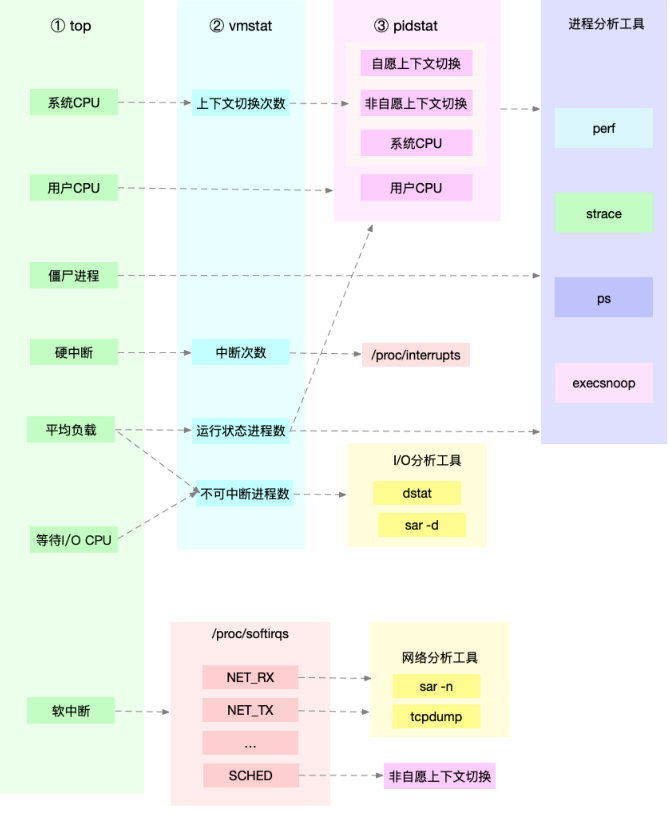 ① top
② vmstat
③ pidstat
进程分析工具
自愿上下文切换
系统CPU
上下文切换次数
非自愿上下文切换
perf
系统CPU
用户CPU
用户CPU
strace
僵尸进程
ps
硬中断
中断次数
/proc/interrupts
execsnoop
平均负载
运行状态进程数
I/O分析工具
不可中断进程数
dstat
sar -d
等待I/O CPU
/proc/softirqs
网络分析工具
NET_RX
sar -n
软中断
NET_TX
tcpdump
...
SCHED
非自愿上下文切换